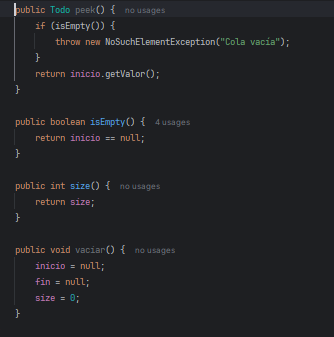 public Todo peek() {  no usages
    if (isEmpty()) {
        throw new NoSuchElementException("Cola vacía");
    }
    return inicio.getValor();
}
public boolean isEmpty() {  4 usages
    return inicio == null;
}
public int size() {  no usages
    return size;
}
public void vaciar() {  no usages
    inicio = null;
    fin = null;
    size = 0;
}